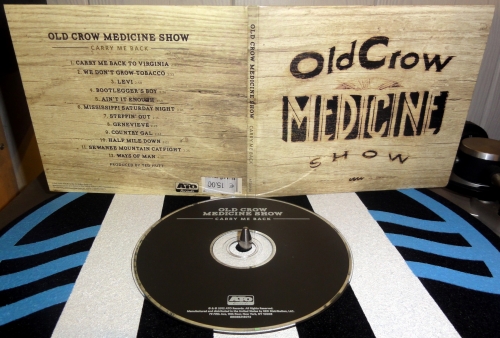 OLD CROW MEDICINE SHOW
CARRY ME BACK
1. CARRY ME BACK TO VIRGINIA
2. WE DON'T GROW TOBACCO
3. LEVI
4. BOOTLEGGER'S BOY
5. AIN'T IT ENOUGH
6. MISSISSIPPI SATURDAY NIGHT
7. STEPPIN' OUT
8. GENEVIEVE
9. COUNTRY GAL
10. HALF MILE DOWN
11. SEWANEE MOUNTAIN CATFIGHT
12. WAYS OF MAN
PRODUCED BY TED HUTT
ATO
15.00
OLD CROW MEDICINE SHOW CARRY ME BACK
Old Crow
MEDICINE
SHOW
OLD CROW
MEDICINE SHOW
CARRY ME BACK
ATO